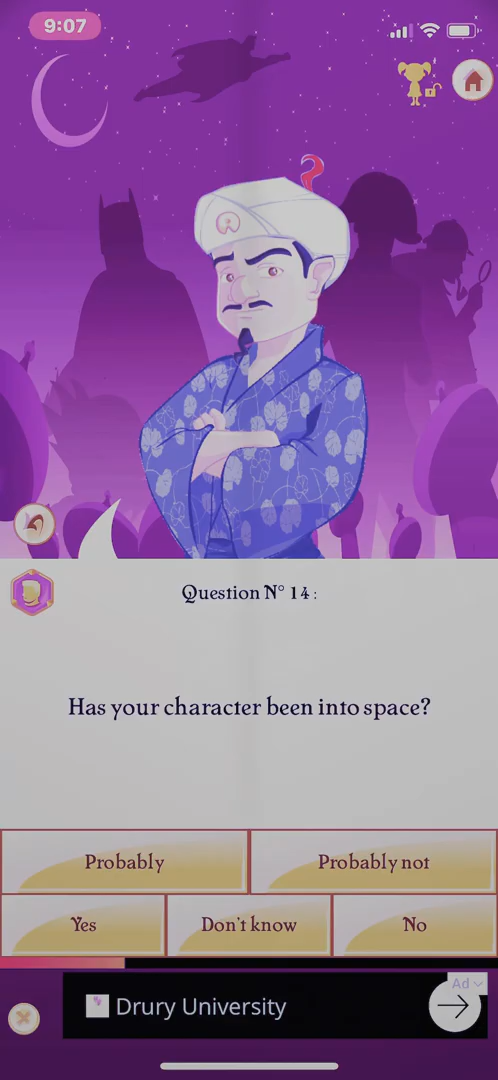 9:07
Question N° 14 :
Has your character been into space?
Probably
Probably not
Yes
Don't know
No
Ad
Drury University